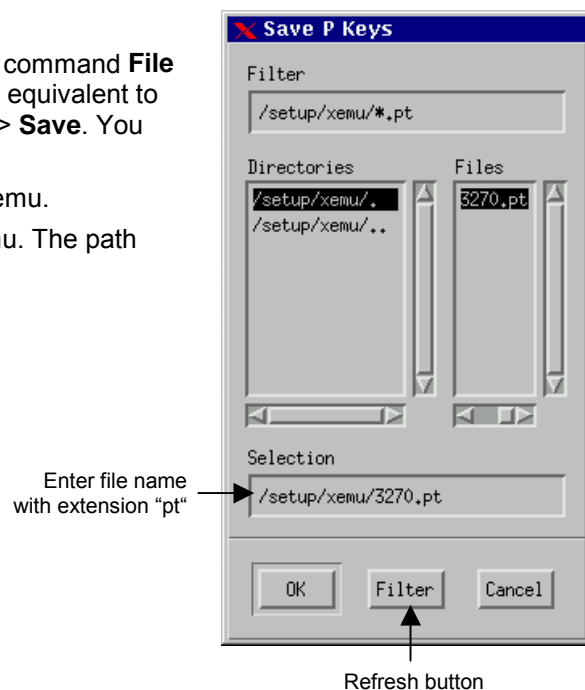 command File
equivalent to
> Save. You
emu.
u. The path
Enter file name
with extension “pt“
Save P Keys
Filter
/setup/xemu/*.pt
Directories
/setup/xemu/.
/setup/xemu/..
Files
3270.pt
Selection
/setup/xemu/3270.pt
OK
Filter
Cancel
Refresh button